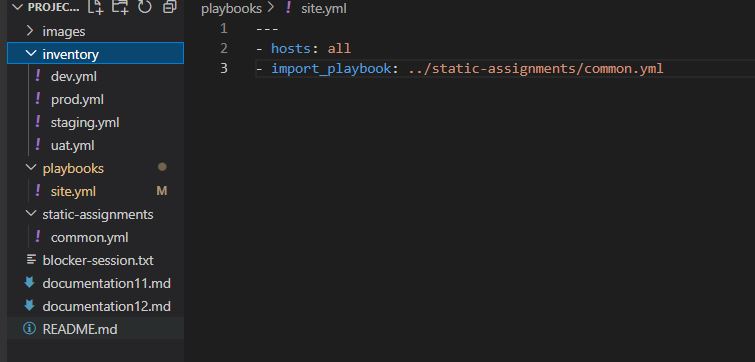 PROJEC...
images
inventory
! dev.yml
! prod.yml
! staging.yml
! uat.yml
playbooks
! site.yml M
static-assignments
! common.yml
blocker-session.txt
documentation11.md
documentation12.md
README.md
playbooks > ! site.yml
1 ---
2 - hosts: all
3 - import_playbook: ../static-assignments/common.yml